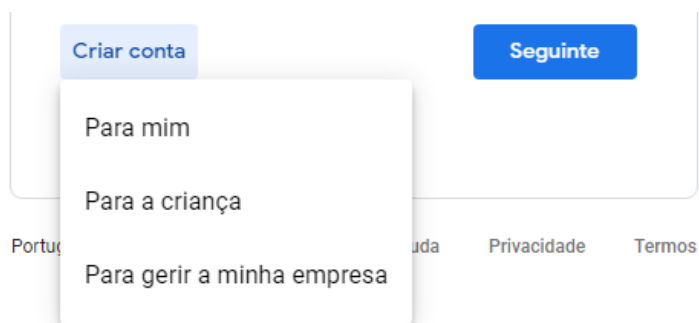 Criar conta
Seguinte
Para mim
Para a criança
Privacidade
Termos
Para gerir a minha empresa